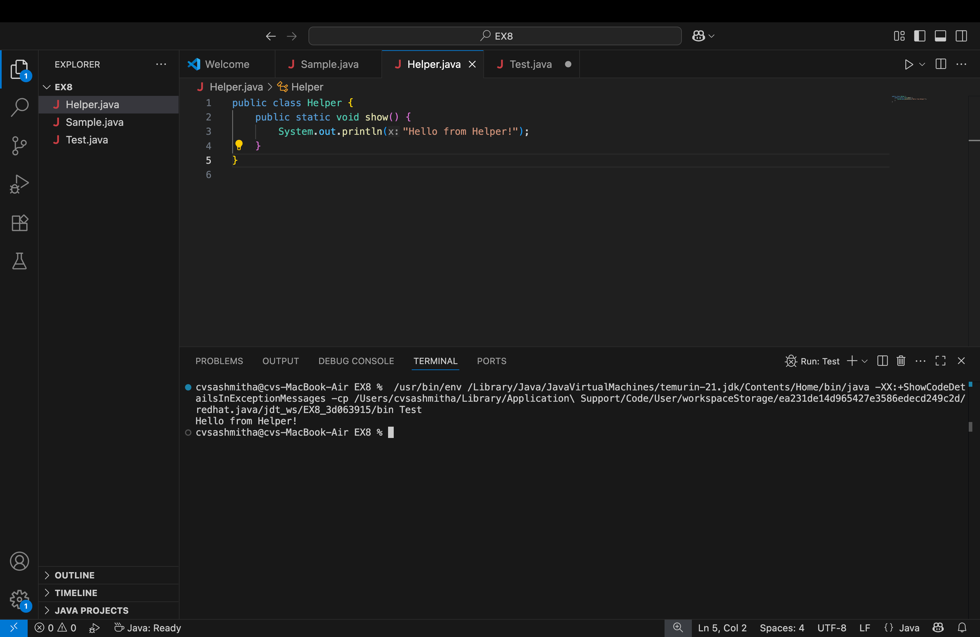 EX8
EXPLORER
Welcome
Sample.java
Helper.java
Test.java
EX8
Helper.java
Sample.java
Test.java
Helper.java > Helper
1 public class Helper {
2 public static void show() {
3 System.out.println(x: "Hello from Helper!");
4 }
5 }
6
PROBLEMS OUTPUT DEBUG CONSOLE TERMINAL PORTS
Run: Test
cvsashmitha@cvs-MacBook-Air EX8 % /usr/bin/env /Library/Java/JavaVirtualMachines/temurin-21.jdk/Contents/Home/bin/java -XX:+ShowCodeDet
ailsInExceptionMessages -cp /Users/cvsashmitha/Library/Application\ Support/Code/User/workspaceStorage/ea231de14d965427e3586edecd249c2d/
redhat.java/jdt_ws/EX8_3d063915/bin Test
Hello from Helper!
cvsashmitha@cvs-MacBook-Air EX8 %
1
1
OUTLINE
TIMELINE
JAVA PROJECTS
0 0 Java: Ready Ln 5, Col 2 Spaces: 4 UTF-8 LF {} Java